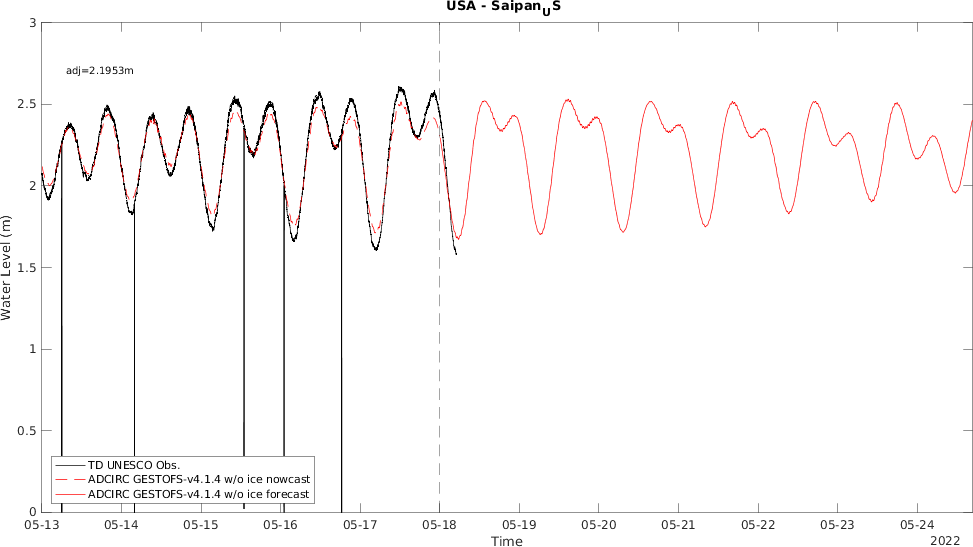 USA - Saipan_US
3
2.5
2
1.5
1
0.5
0
Water Level (m)
adj=2.1953m
TD UNESCO Obs.
ADCIRC GESTOFS-v4.1.4 w/o ice nowcast
ADCIRC GESTOFS-v4.1.4 w/o ice forecast
05-13 05-14 05-15 05-16 05-17 05-18 05-19 05-20 05-21 05-22 05-23 05-24
Time
2022